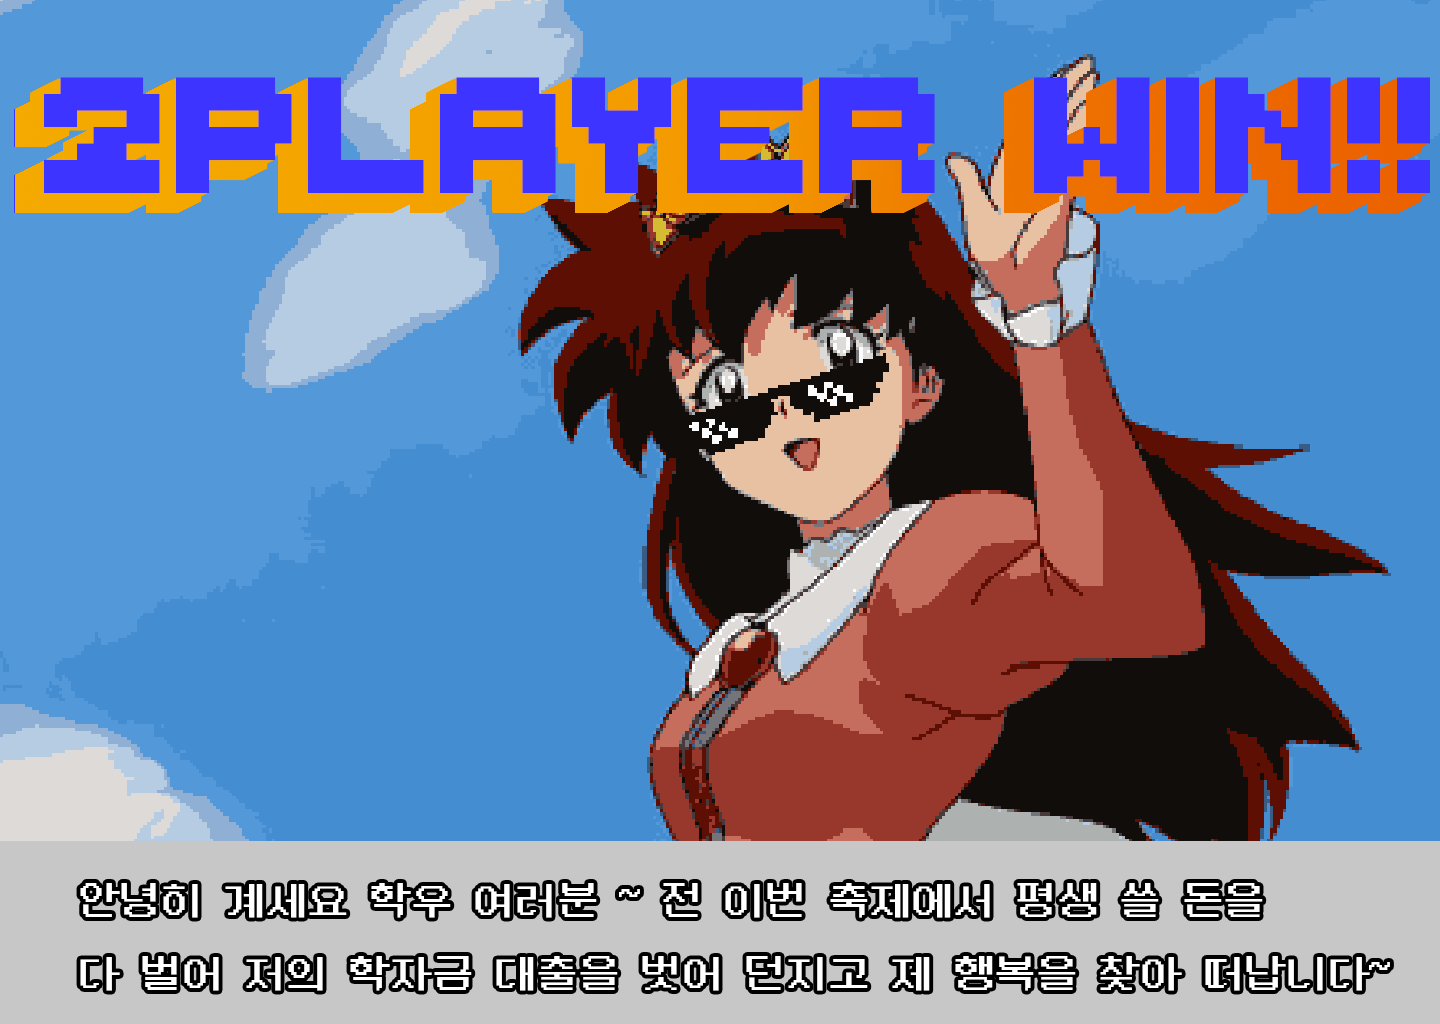 2PLAYER WIN!!
안녕히 계세요 학우 여러분 ~ 전 이번 축제에서 평생 쓸 돈을
다 벌어 저의 학자금 대출을 벗어 던지고 제 행복을 찾아 떠납니다~